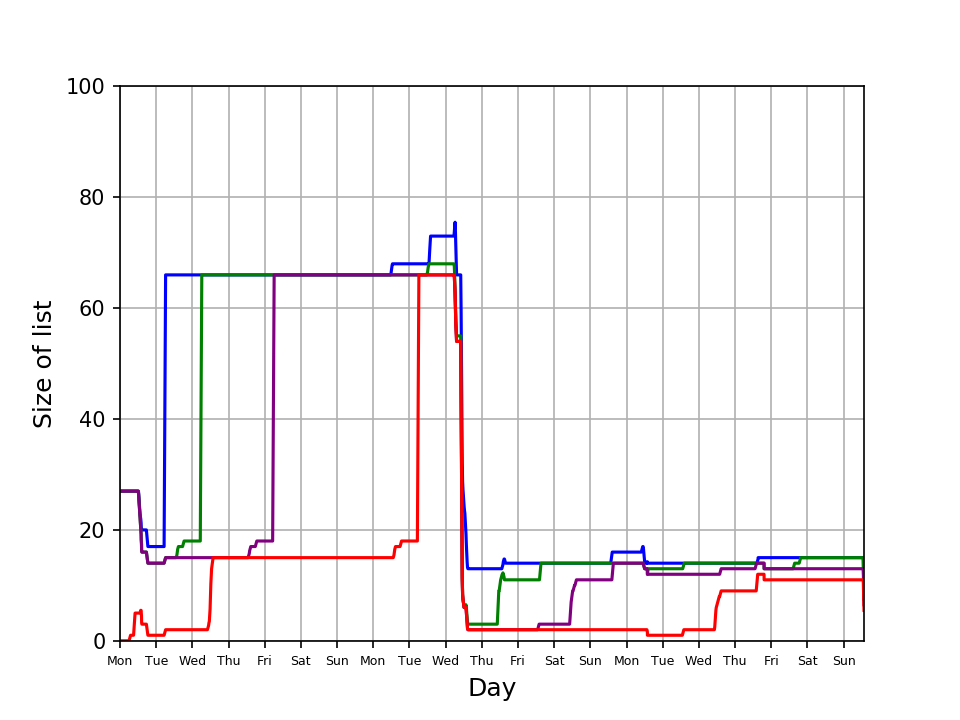 100
80
60
40
20
0
Size of list
Mon Tue Wed Thu Fri Sat Sun Mon Tue Wed Thu Fri Sat Sun Mon Tue Wed Thu Fri Sat Sun
Day